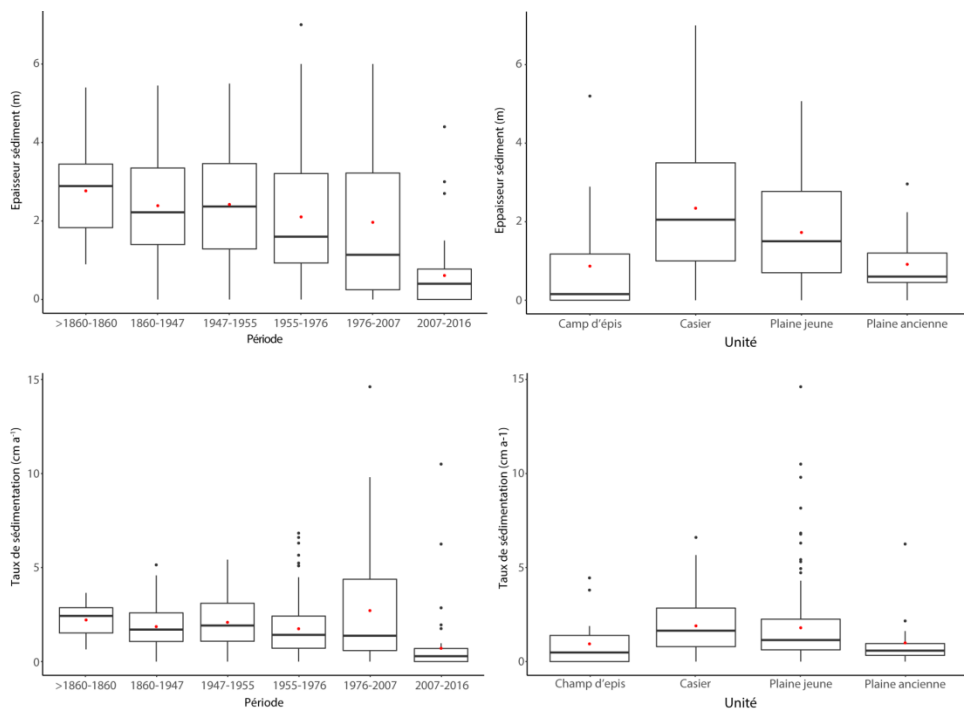 Epaisseur sédiment (m)
6
4
2
0
>1860-1860 1860-1947 1947-1955 1955-1976 1976-2007 2007-2016
Période
Eppaisseur sédiment (m)
6
4
2
0
Camp d'épis Casier Plaine jeune Plaine ancienne
Unité
Taux de sédimentation (cm a⁻¹)
15
10
5
0
>1860-1860 1860-1947 1947-1955 1955-1976 1976-2007 2007-2016
Période
Taux de sédimentation (cm a-1)
15
10
5
0
Champ d'epis Casier Plaine jeune Plaine ancienne
Unité